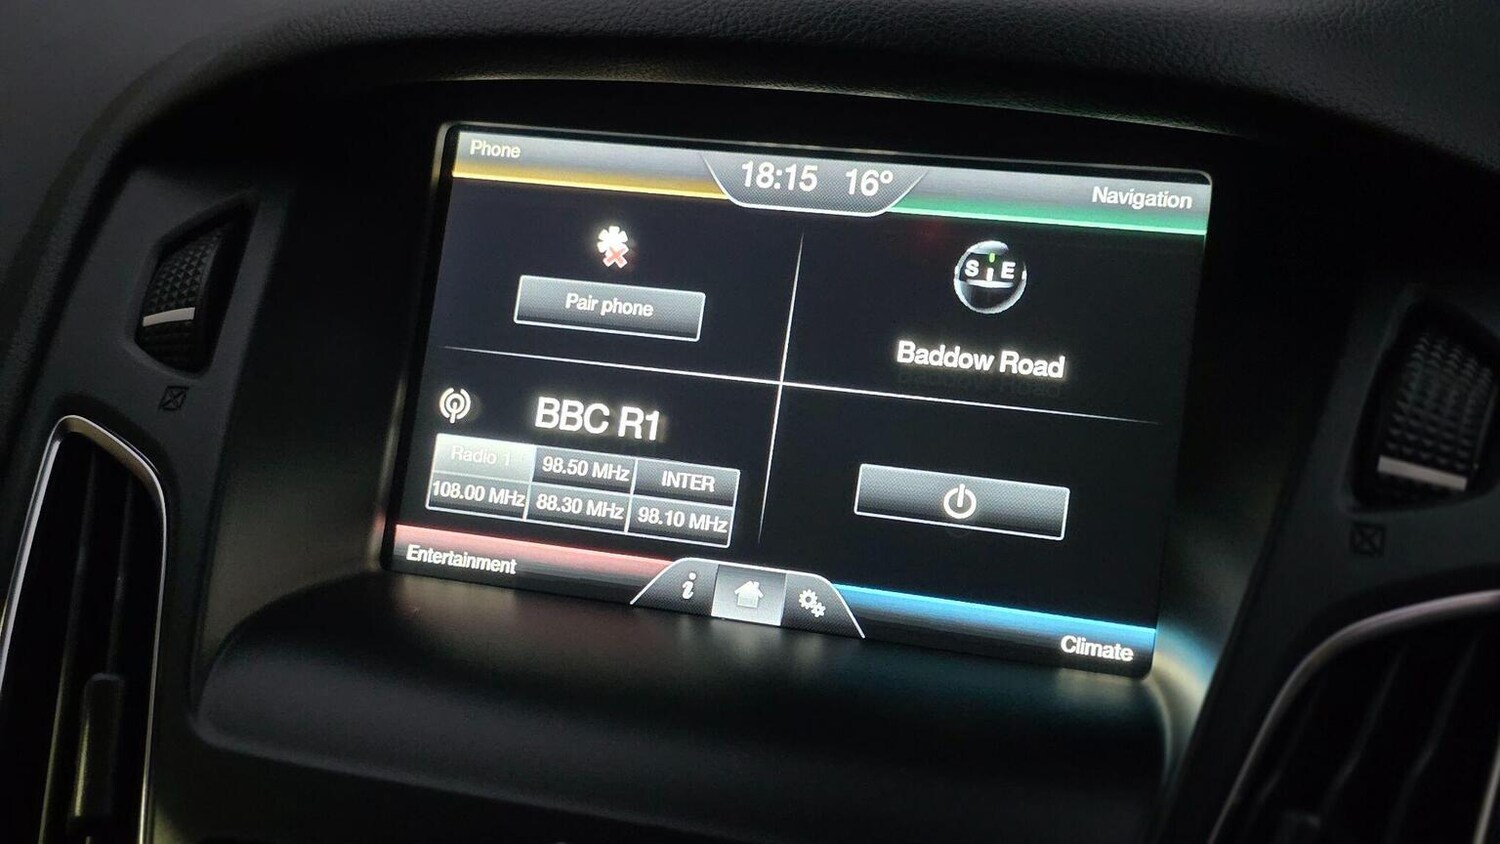 Phone
18:15 16°
Navigation
Pair phone
S E
Baddow Road
BBC R1
Radio 1 98.50 MHz INTER
108.00 MHz 88.30 MHz 98.10 MHz
Entertainment
i
Climate